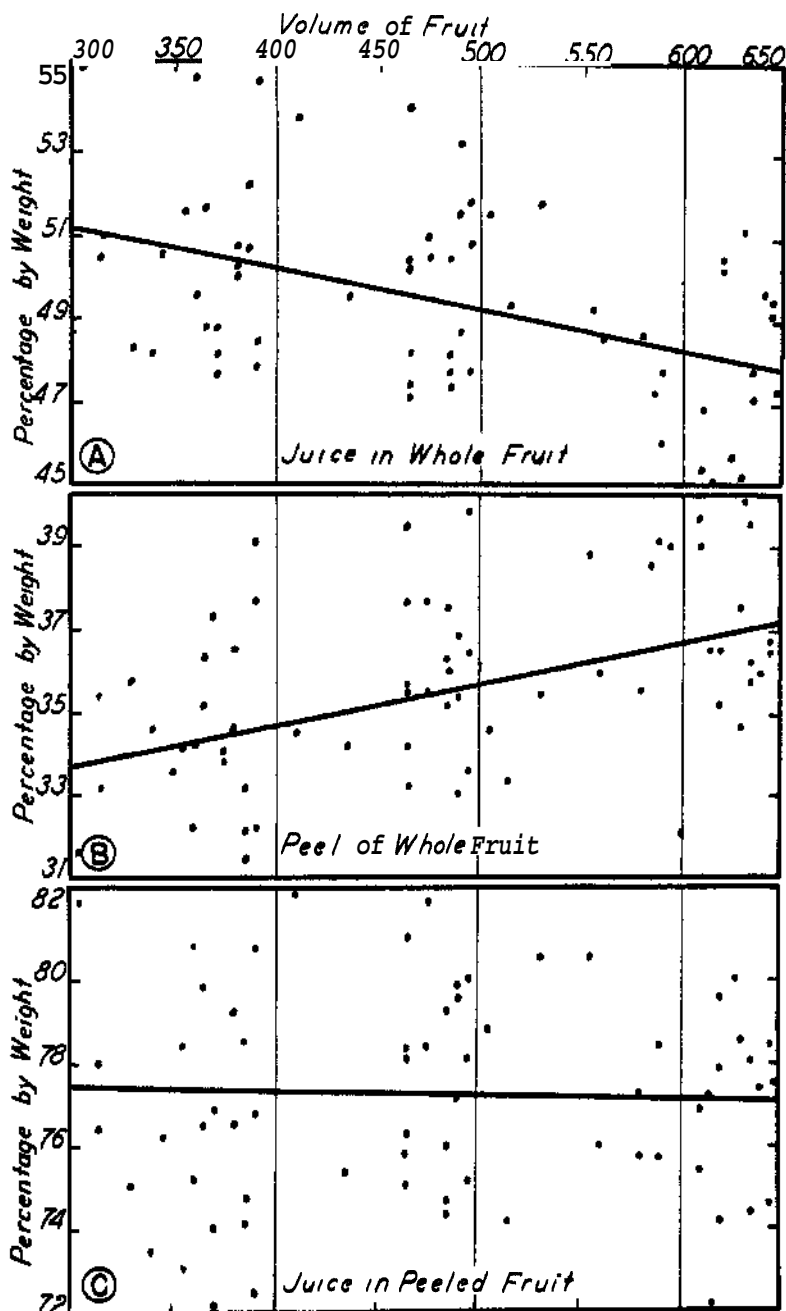 Volume of Fruit
300 350 400 450 500 550 600 650
Percentage by Weight
55
53
51
49
47
45
A
Juice in Whole Fruit
Percentage by Weight
39
37
35
33
31
B
Peel of Whole Fruit
Percentage by Weight
82
80
78
76
74
72
C
Juice in Peeled Fruit